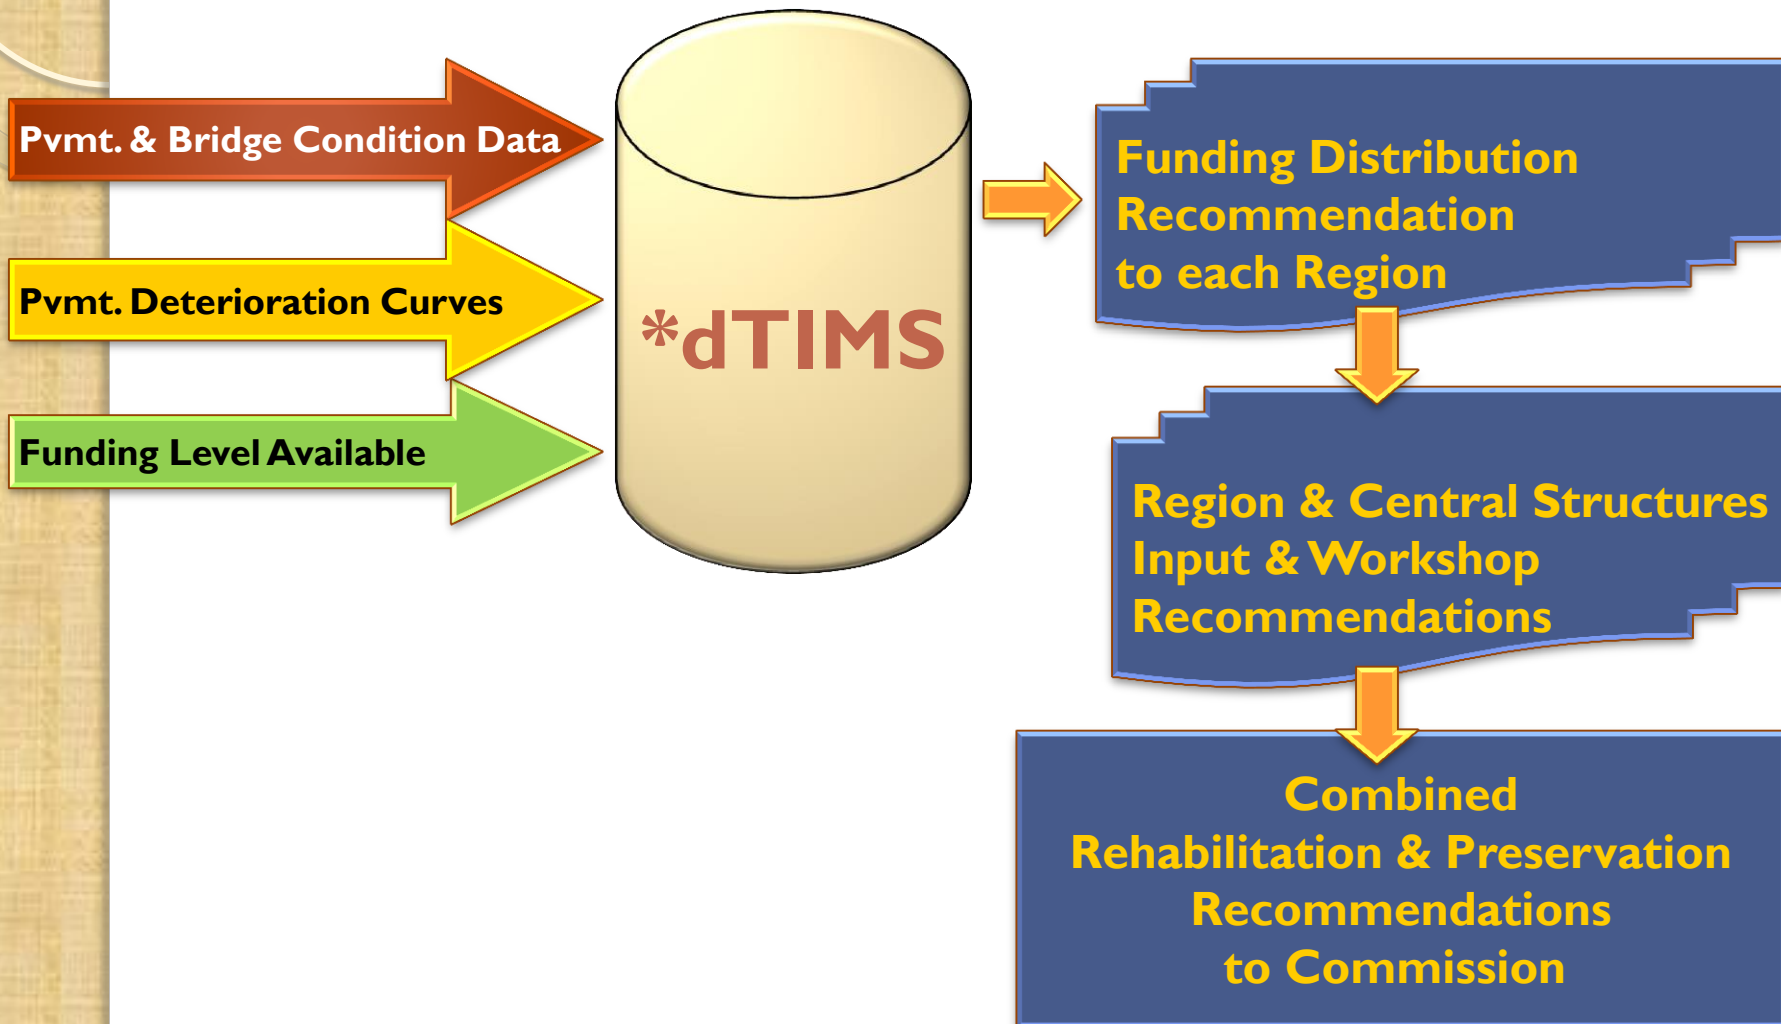 Pvmt. & Bridge Condition Data
Pvmt. Deterioration Curves
Funding Level Available
*dTIMS
Funding Distribution
Recommendation
to each Region
Region & Central Structures
Input & Workshop
Recommendations
Combined
Rehabilitation & Preservation
Recommendations
to Commission